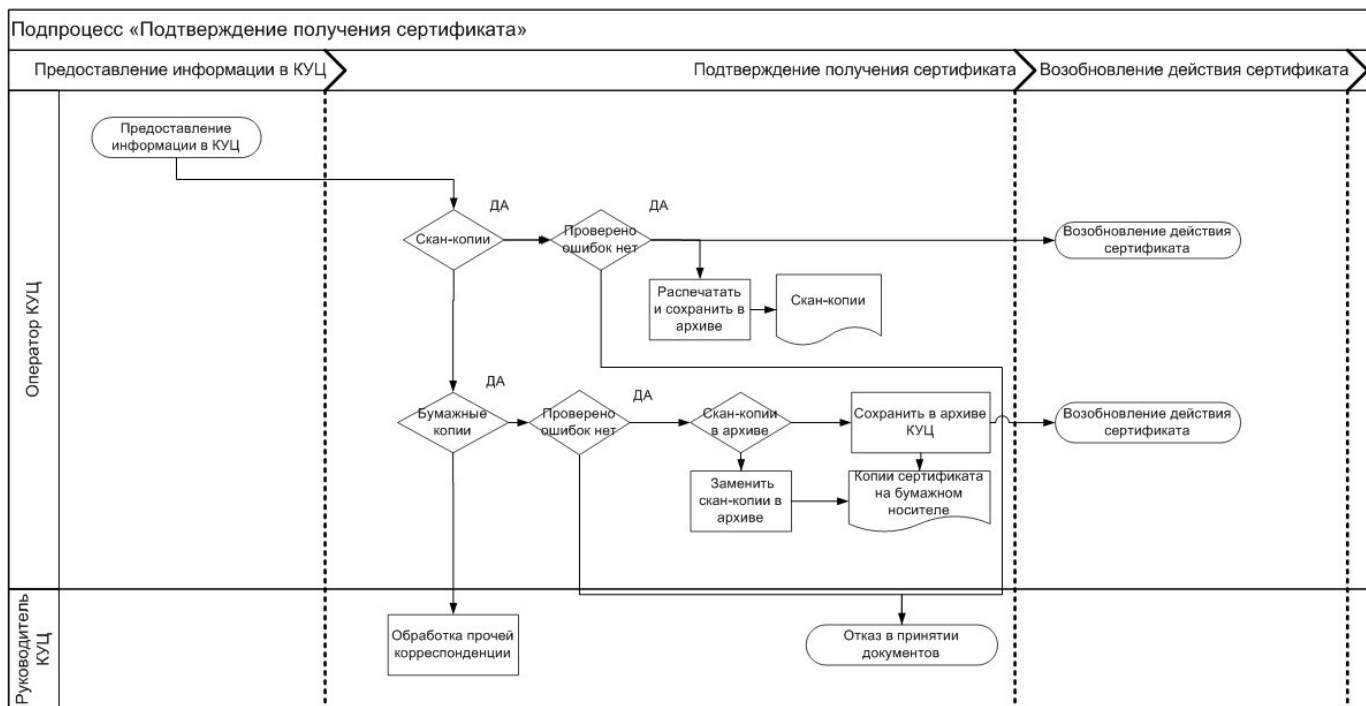 Подпроцесс «Подтверждение получения сертификата»
Предоставление информации в КУЦ
Подтверждение получения сертификата
Возобновление действия сертификата
Оператор КУЦ
Предоставление
информации в КУЦ
ДА
ДА
Скан-копии
Проверено
ошибок нет
Возобновление действия
сертификата
Распечатать
и сохранить в
архиве
Скан-копии
ДА
ДА
Бумажные
копии
Проверено
ошибок нет
Скан-копии
в архиве
Сохранить в архиве
КУЦ
Возобновление действия
сертификата
Заменить
скан-копии в
архиве
Копии сертификата
на бумажном
носителе
Руководитель
КУЦ
Обработка прочей
корреспонденции
Отказ в принятии
документов